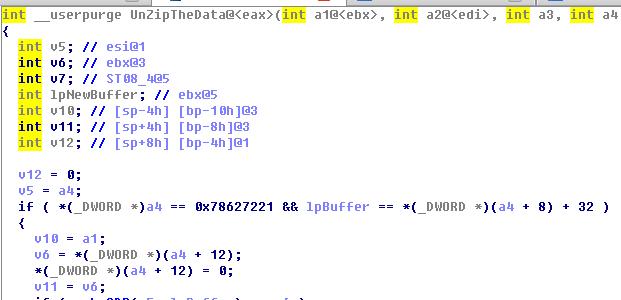 int __userpurge UnZipTheData@<eax>(int a1@<ebx>, int a2@<edi>, int a3, int a4
{
int v5; // esi@1
int v6; // ebx@3
int v7; // ST08_4@5
int lpNewBuffer; // ebx@5
int v10; // [sp-4h] [bp-10h]@3
int v11; // [sp+4h] [bp-8h]@3
int v12; // [sp+8h] [bp-4h]@1
v12 = 0;
v5 = a4;
if ( *(_DWORD *)a4 == 0x78627221 && lpBuffer == *(_DWORD *)(a4 + 8) + 32 )
{
v10 = a1;
v6 = *(_DWORD *)(a4 + 12);
*(_DWORD *)(a4 + 12) = 0;
v11 = v6;